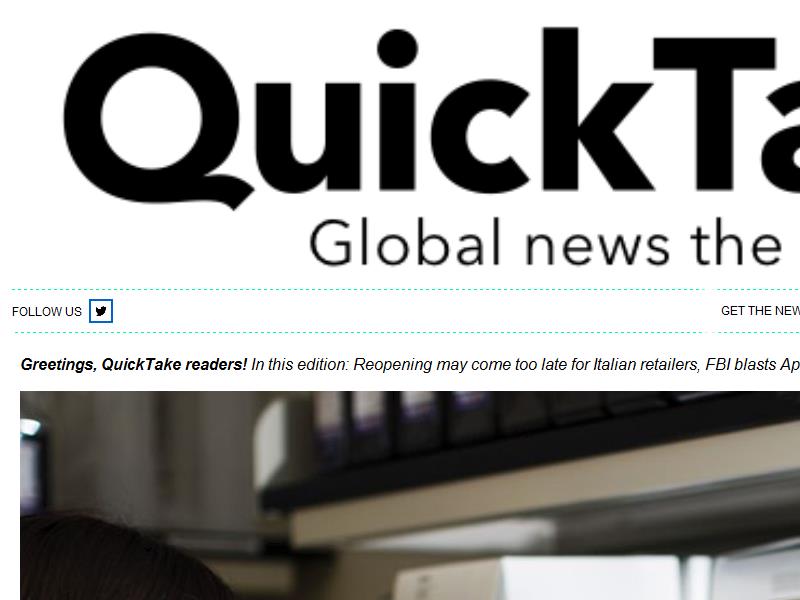 QuickTa
Global news the
FOLLOW US
GET THE NEW
Greetings, QuickTake readers! In this edition: Reopening may come too late for Italian retailers, FBI blasts Ap